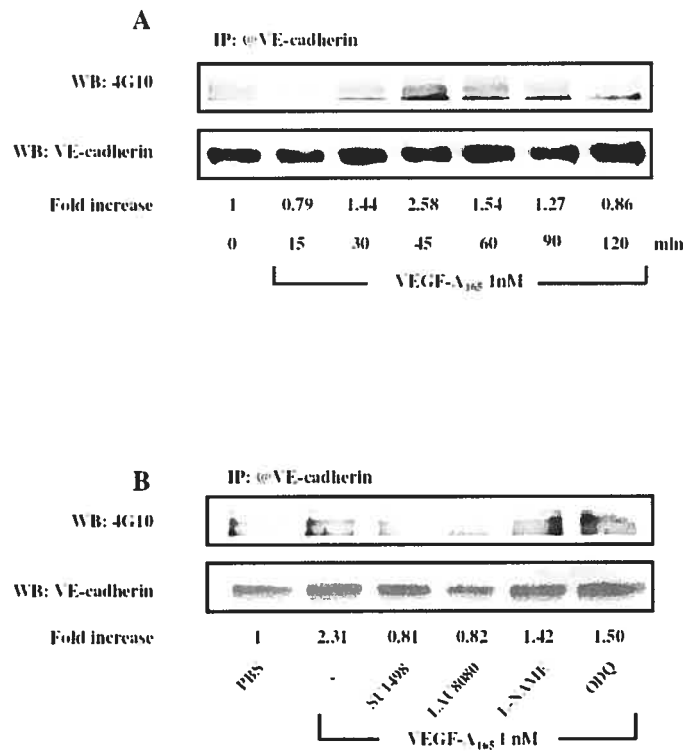 A
IP: @VE-cadherin
WB: 4G10
WB: VE-cadherin
Fold increase 1 0.79 1.44 2.58 1.54 1.27 0.86
0 15 30 45 60 90 120 min
VEGF-A165 1nM
B
IP: @VE-cadherin
WB: 4G10
WB: VE-cadherin
Fold increase 1 2.31 0.81 0.82 1.42 1.50
PBS - SU1498 LAU8080 L-NAME ODQ
VEGF-A165 1 nM